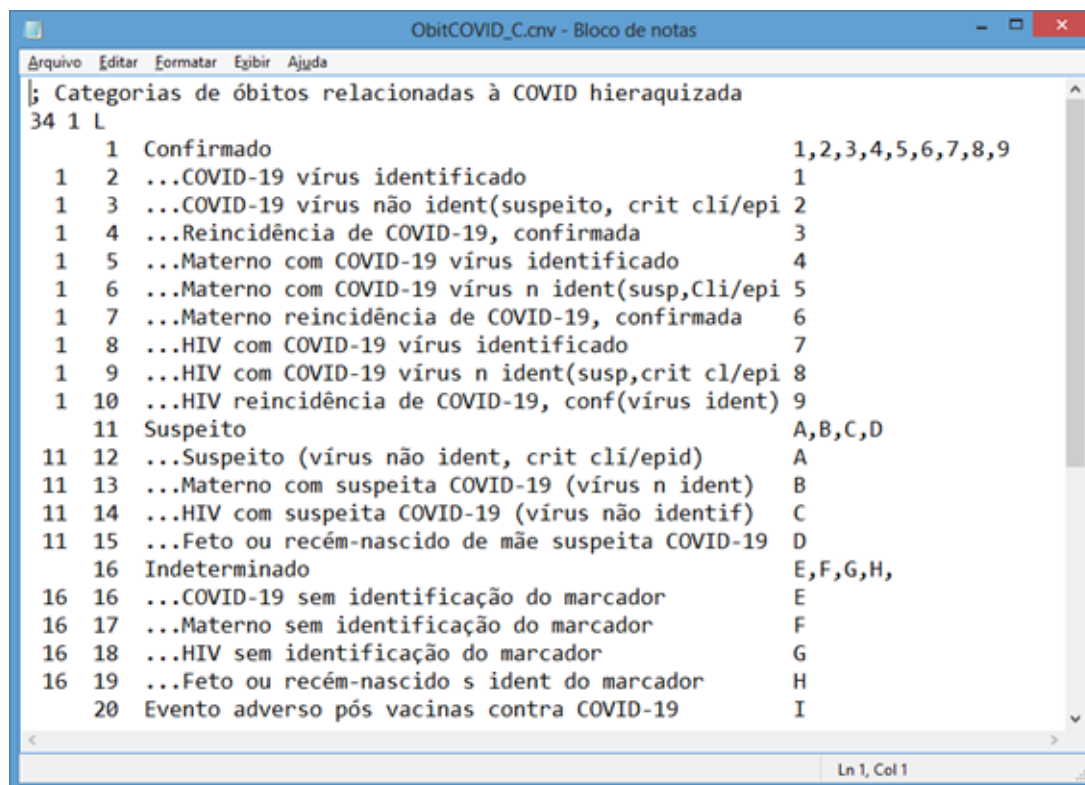 ObitCOVID_C.cnv - Bloco de notas
Arquivo Editar Formatar Exibir Ajuda
; Categorias de óbitos relacionadas à COVID hieraquizada
34 1 L
1 Confirmado 1,2,3,4,5,6,7,8,9
1 2 ...COVID-19 vírus identificado 1
1 3 ...COVID-19 vírus não ident(suspeito, crit clí/epi 2
1 4 ...Reincidência de COVID-19, confirmada 3
1 5 ...Materno com COVID-19 vírus identificado 4
1 6 ...Materno com COVID-19 vírus n ident(susp,Cli/epi 5
1 7 ...Materno reincidência de COVID-19, confirmada 6
1 8 ...HIV com COVID-19 vírus identificado 7
1 9 ...HIV com COVID-19 vírus n ident(susp,crit cl/epi 8
1 10 ...HIV reincidência de COVID-19, conf(vírus ident) 9
11 Suspeito A,B,C,D
11 12 ...Suspeito (vírus não ident, crit clí/epid) A
11 13 ...Materno com suspeita COVID-19 (vírus n ident) B
11 14 ...HIV com suspeita COVID-19 (vírus não identif) C
11 15 ...Feto ou recém-nascido de mãe suspeita COVID-19 D
16 Indeterminado E,F,G,H,
16 16 ...COVID-19 sem identificação do marcador E
16 17 ...Materno sem identificação do marcador F
16 18 ...HIV sem identificação do marcador G
16 19 ...Feto ou recém-nascido s ident do marcador H
20 Evento adverso pós vacinas contra COVID-19 I
Ln 1, Col 1